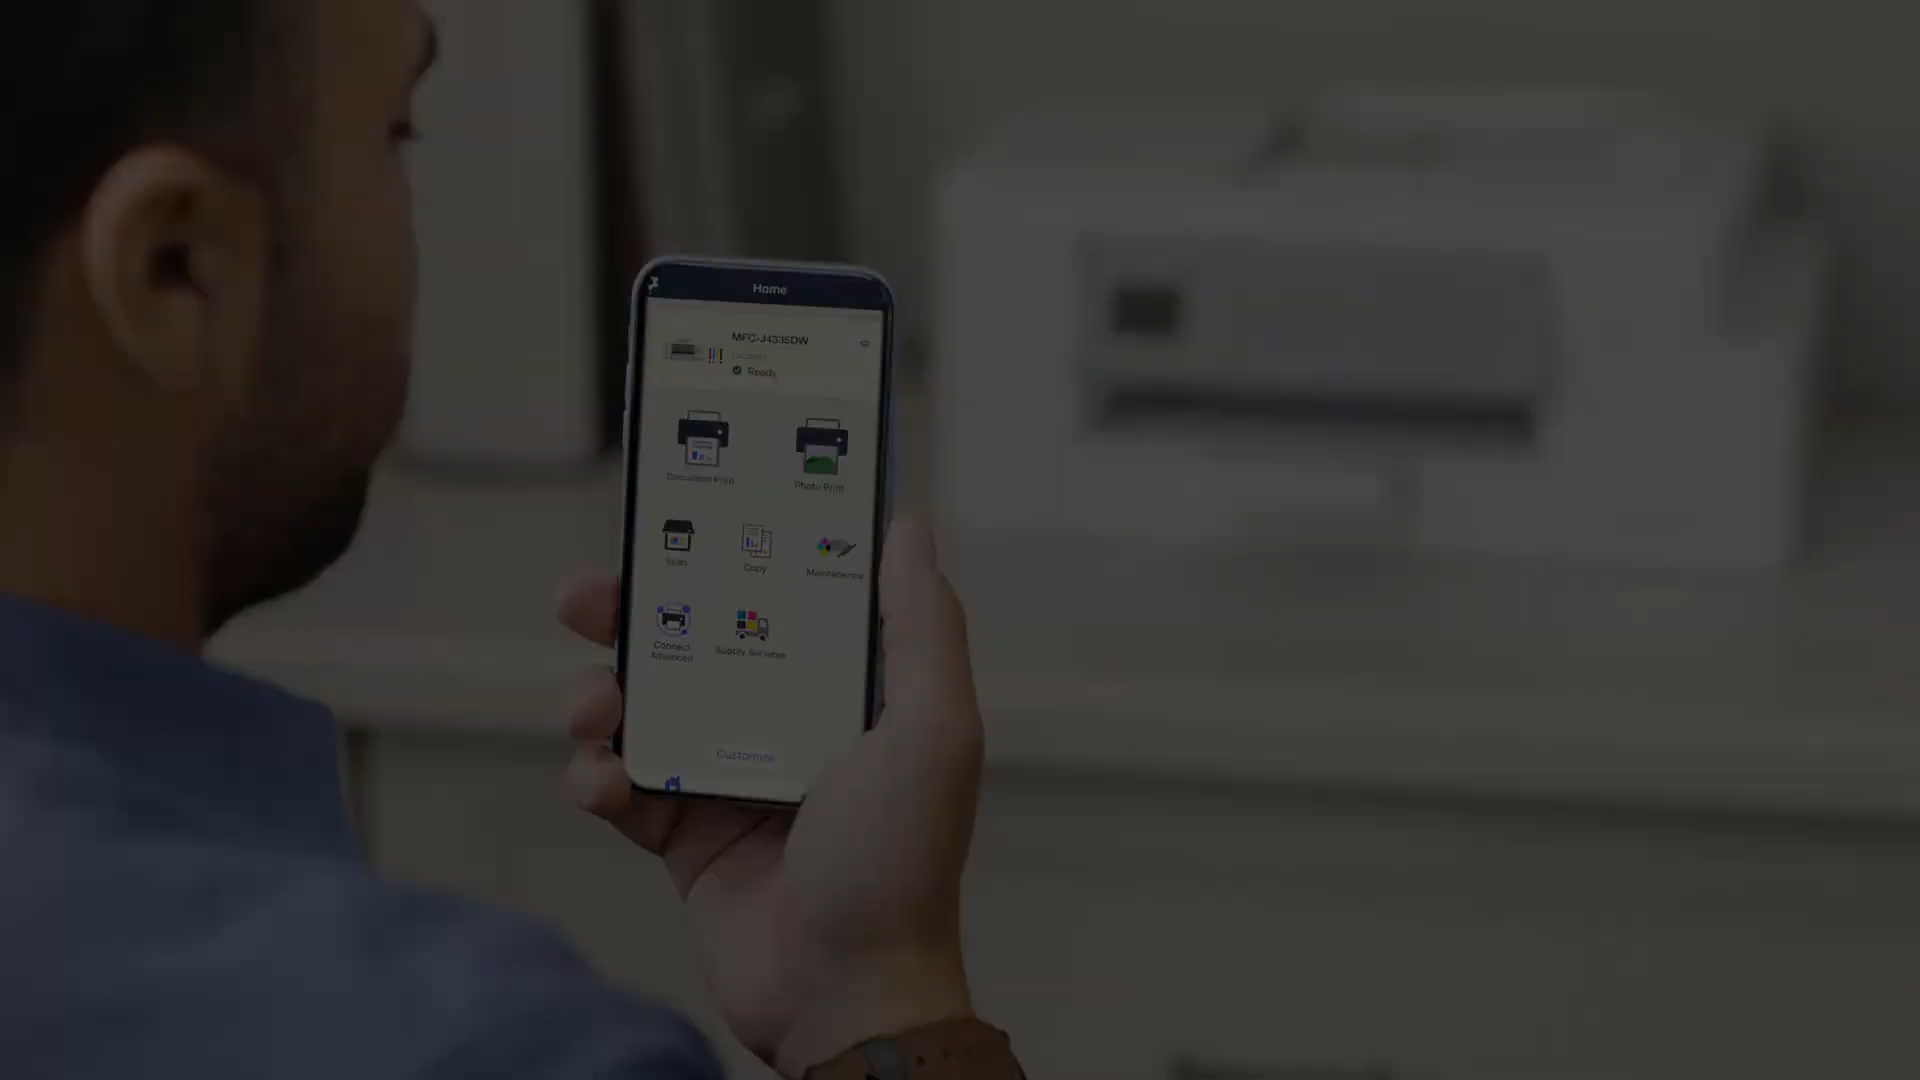 Home
MFC-J4335DW
Ready
Document Print
Photo Print
Scan
Copy
Maintenance
Connect
Advanced
Supply Services
Customize